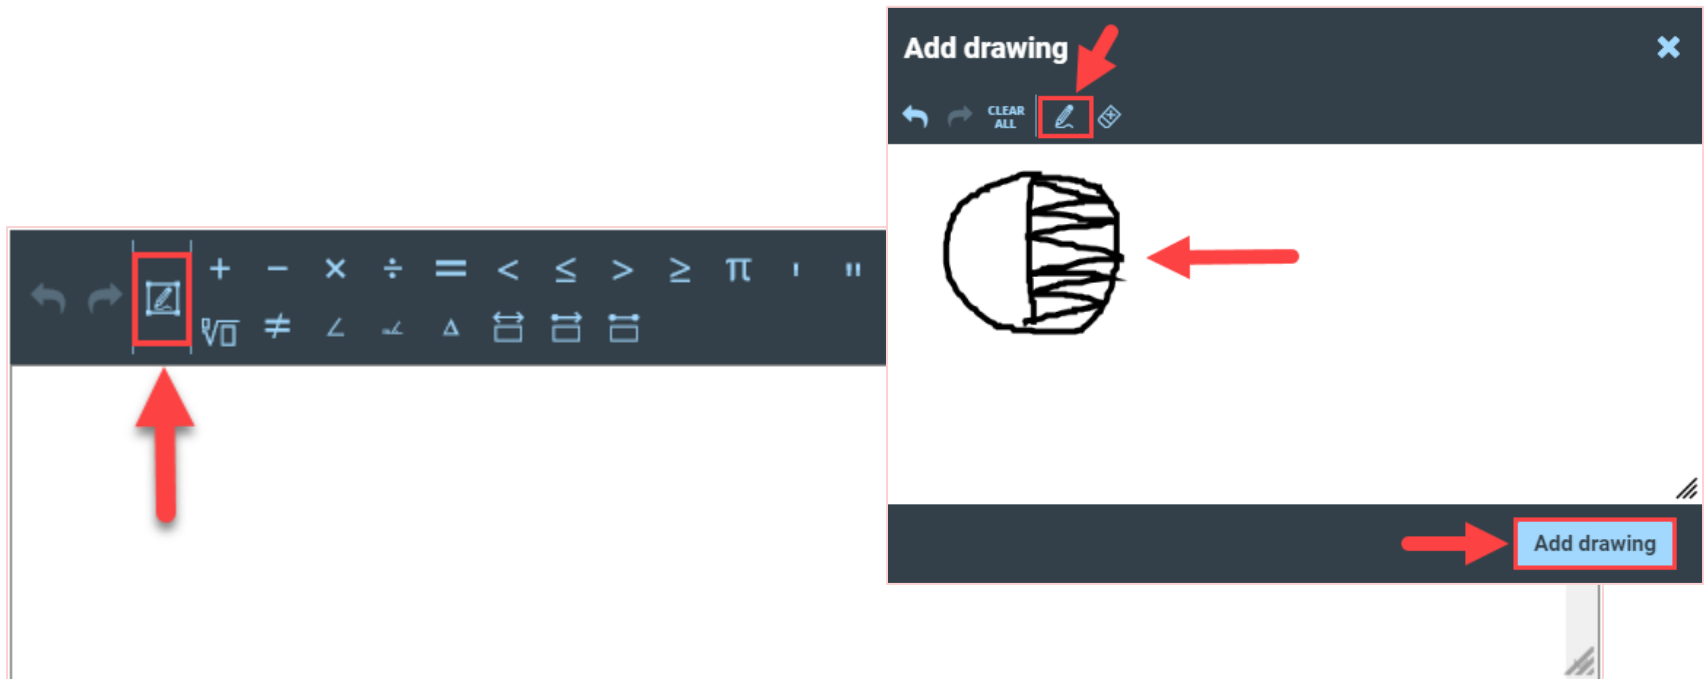 Add drawing
CLEAR
ALL
+ − × ÷ = < ≤ > ≥ π ' "
√ ≠ ∠ Δ
Add drawing